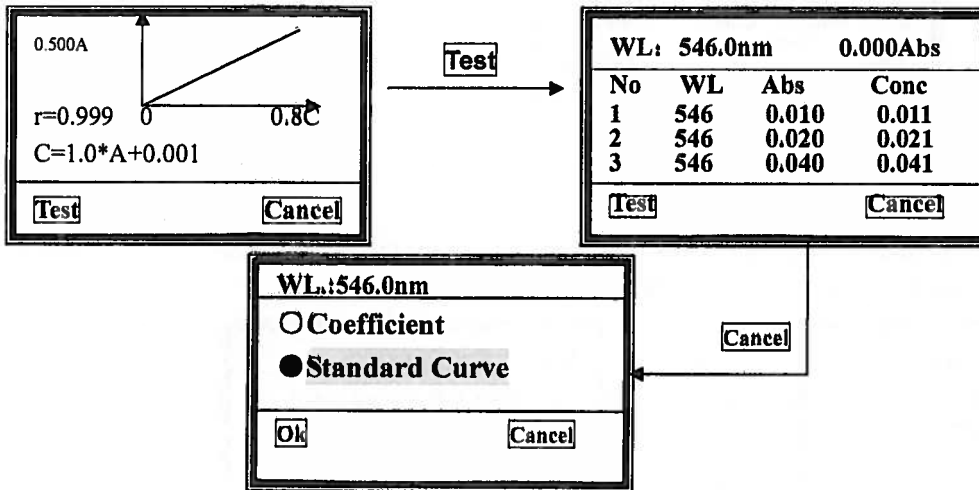 0.500A
r=0.999 0 0.8C
C=1.0*A+0.001
Test Cancel
Test
WL: 546.0nm 0.000Abs
No WL Abs Conc
1 546 0.010 0.011
2 546 0.020 0.021
3 546 0.040 0.041
Test Cancel
Cancel
WL.:546.0nm
Coefficient
Standard Curve
Ok Cancel